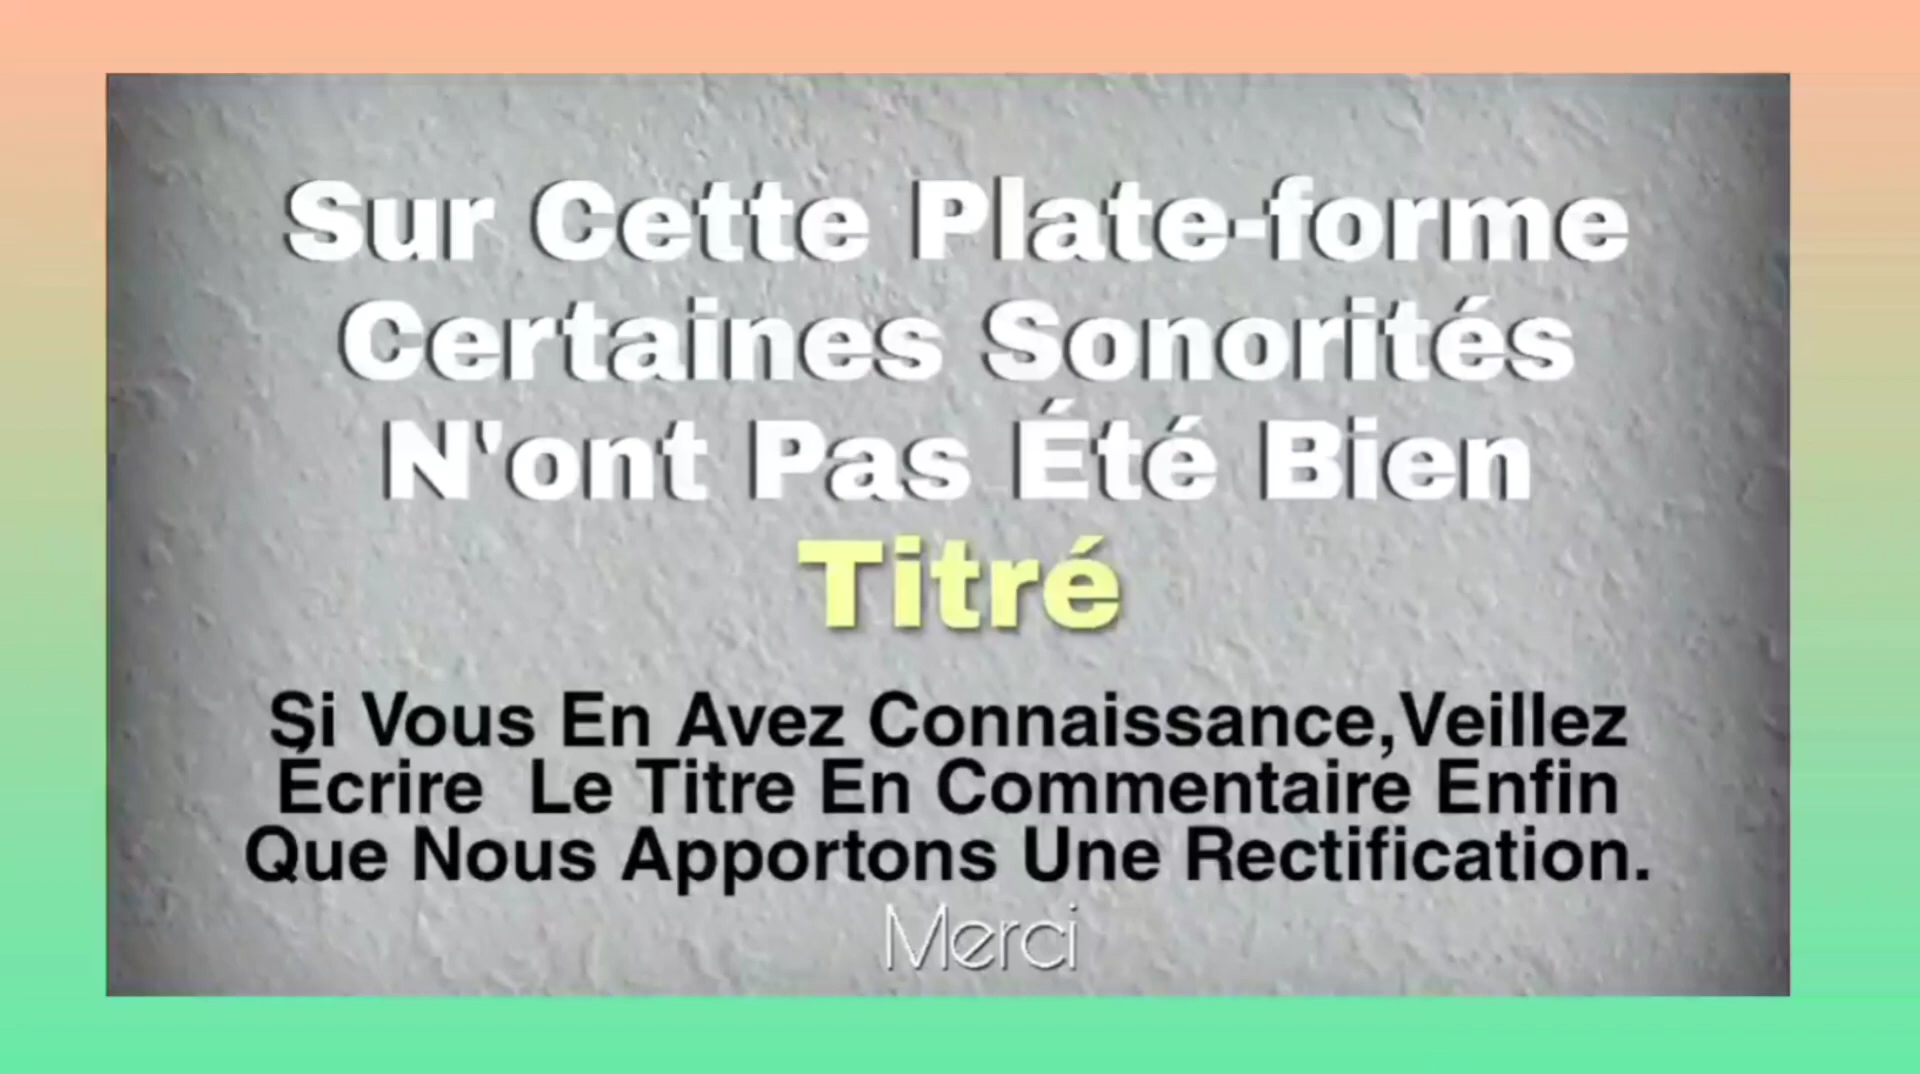 Sur Cette Plate-forme
Certaines Sonorités
N'ont Pas Été Bien
Titré
Si Vous En Avez Connaissance,Veillez
Écrire  Le Titre En Commentaire Enfin
Que Nous Apportons Une Rectification.
Merci